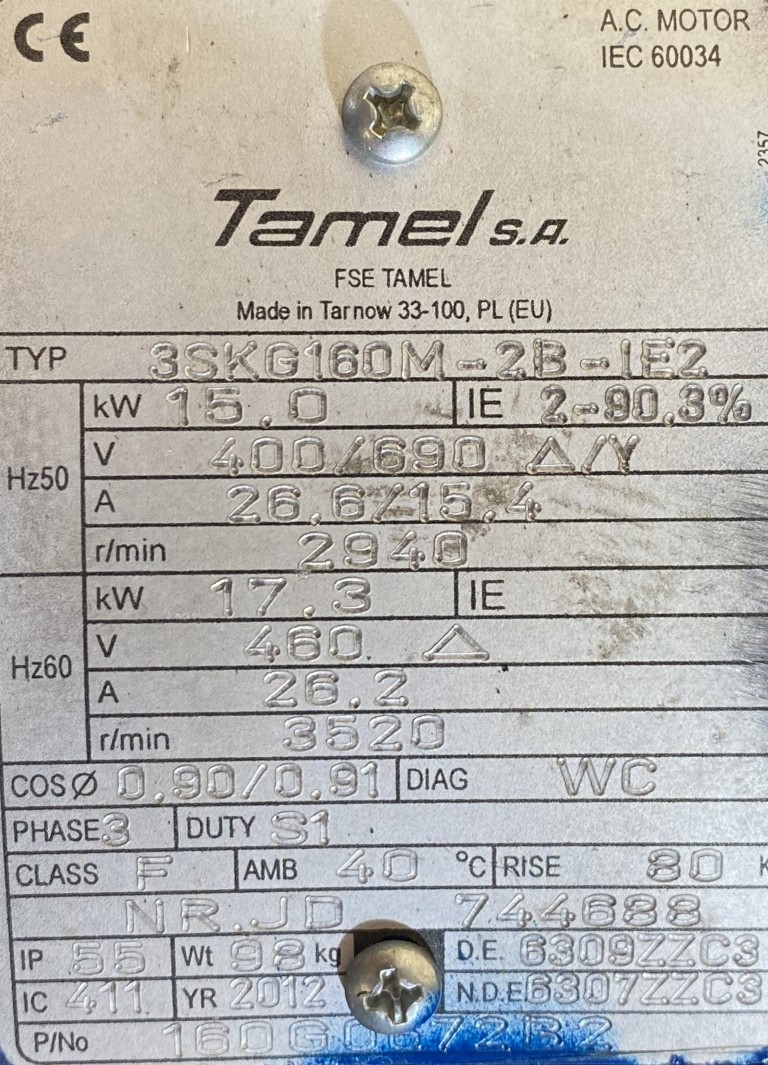 CE
A.C. MOTOR
IEC 60034
2357
Tamel S.A.
FSE TAMEL
Made in Tarnow 33-100, PL (EU)
TYP 3SKG160M-2B-IE2
Hz50
kW 15.0 IE 2-90,3%
V 400/690 △/Y
A 26,6/15,4
r/min 2940
Hz60
kW 17.3 IE
V 460 △
A 26.2
r/min 3520
COSØ 0.90/0.91 DIAG WC
PHASE 3 DUTY S1
CLASS F AMB 40 °C RISE 80 K
NR.JD 744688
IP 55 Wt 98 kg D.E. 6309ZZC3
IC 411 YR 2012 N.D.E 6307ZZC3
P/No